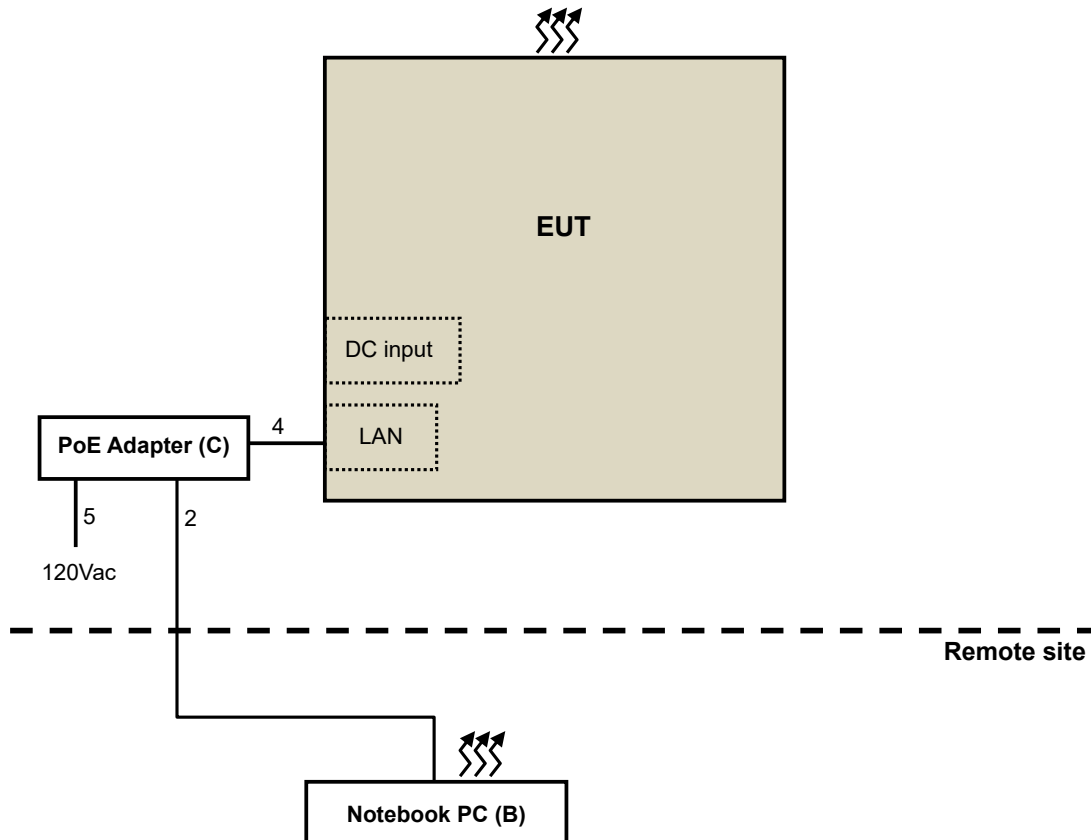 EUT
DC input
LAN
4
PoE Adapter (C)
5
2
120Vac
Remote site
Notebook PC (B)